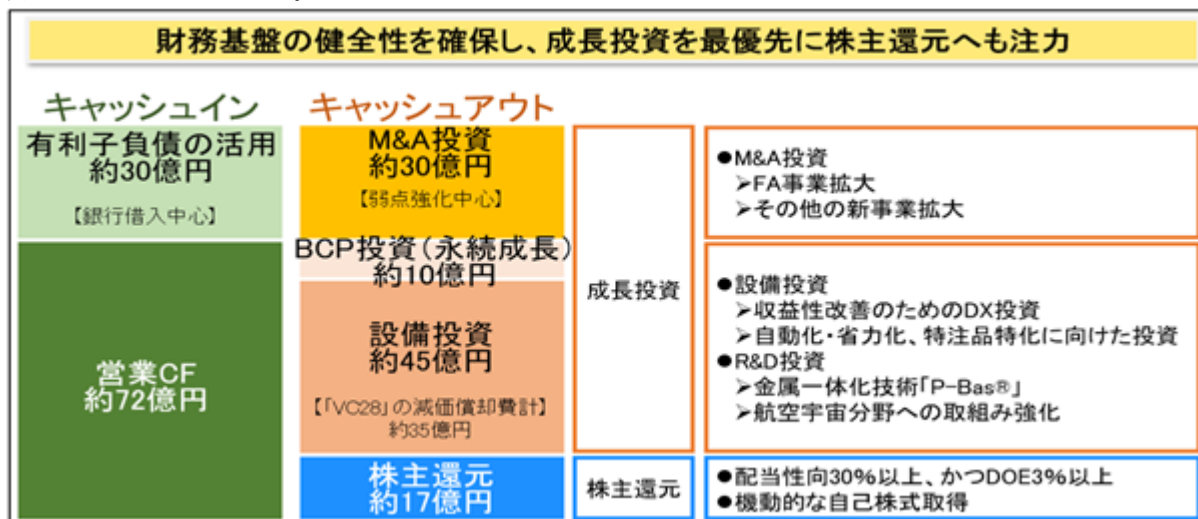 財務基盤の健全性を確保し、成長投資を最優先に株主還元へも注力
キャッシュイン
有利子負債の活用
約30億円
【銀行借入中心】
営業CF
約72億円
キャッシュアウト
M&A投資
約30億円
【弱点強化中心】
BCP投資(永続成長)
約10億円
設備投資
約45億円
【「VC28」の減価償却費計】
約35億円
株主還元
約17億円
成長投資
株主還元
●M&A投資
➢FA事業拡大
➢その他の新事業拡大
●設備投資
➢収益性改善のためのDX投資
➢自動化・省力化、特注品特化に向けた投資
●R&D投資
➢金属一体化技術「P-Bas®」
➢航空宇宙分野への取組み強化
●配当性向30%以上、かつDOE3%以上
●機動的な自己株式取得